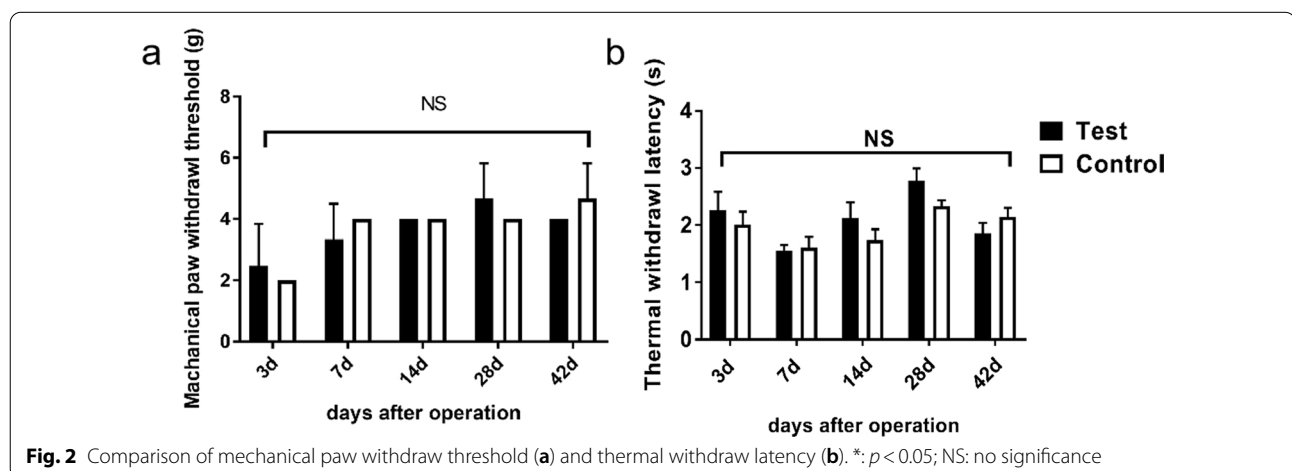 a
Machanical paw withdrawl threshold (g)
8
6
4
2
0
NS
3d
7d
14d
28d
42d
days after operation
b
Thermal withdrawl latency (s)
4
3
2
1
0
NS
3d
7d
14d
28d
42d
days after operation
Test
Control
Fig. 2 Comparison of mechanical paw withdraw threshold (a) and thermal withdraw latency (b). *: p < 0.05; NS: no significance